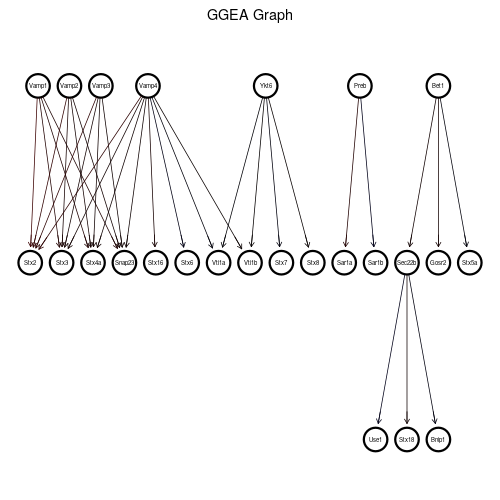 GGEA Graph
Vamp1 Vamp2 Vamp3 Vamp4 Ykt6 Preb Bet1
Stx2 Stx3 Stx4a Snap23 Stx16 Stx6 Vti1a Vti1b Stx7 Stx8 Sar1a Sar1b Sec22b Gosr2 Stx5a
Use1 Stx18 Bnip1